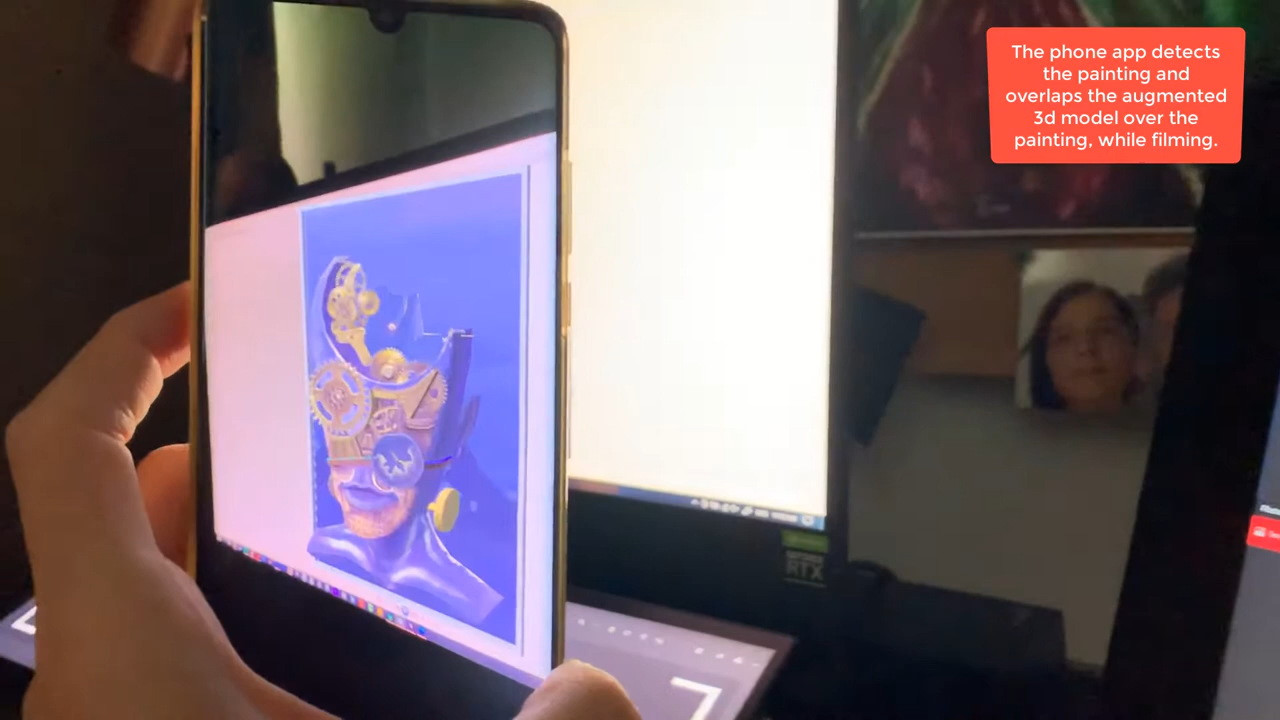 The phone app detects
the painting and
overlaps the augmented
3d model over the
painting, while filming.
RTX